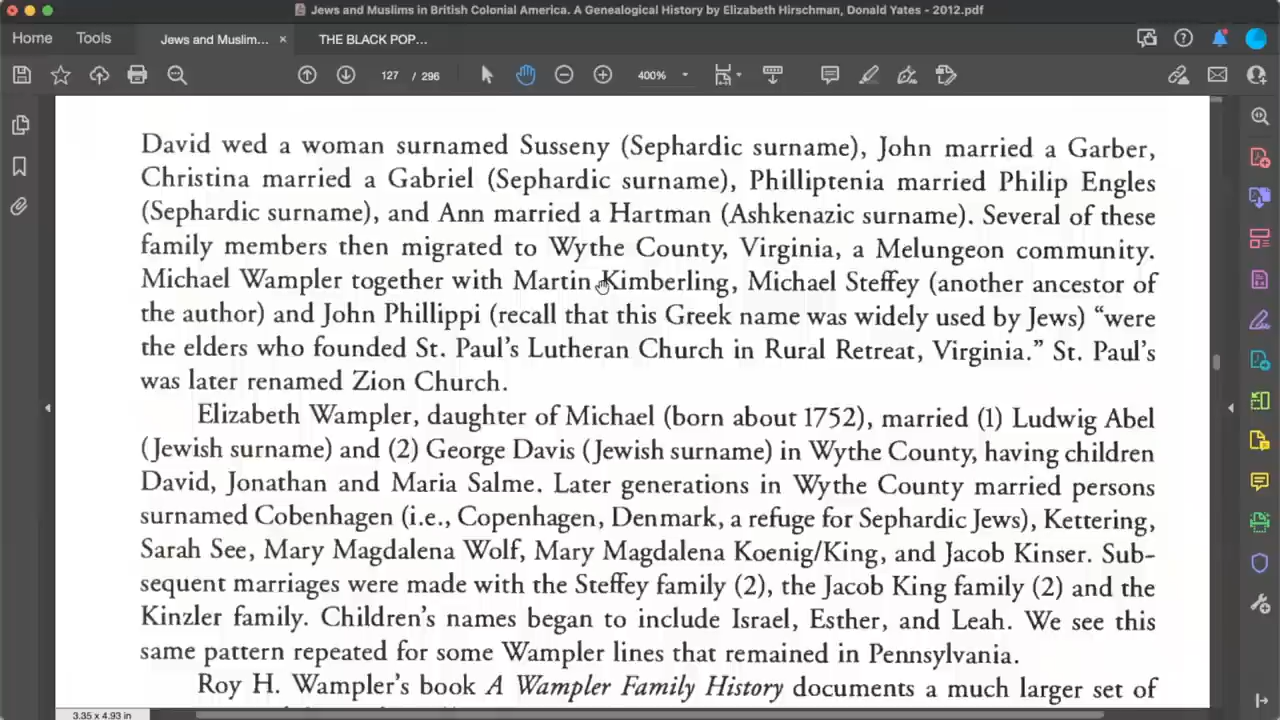 Jews and Muslims in British Colonial America. A Genealogical History by Elizabeth Hirschman, Donald Yates - 2012.pdf
Home Tools Jews and Muslim... × THE BLACK POP...
127 / 296 400%
David wed a woman surnamed Susseny (Sephardic surname), John married a Garber,
Christina married a Gabriel (Sephardic surname), Philliptenia married Philip Engles
(Sephardic surname), and Ann married a Hartman (Ashkenazic surname). Several of these
family members then migrated to Wythe County, Virginia, a Melungeon community.
Michael Wampler together with Martin Kimberling, Michael Steffey (another ancestor of
the author) and John Phillippi (recall that this Greek name was widely used by Jews) “were
the elders who founded St. Paul’s Lutheran Church in Rural Retreat, Virginia.” St. Paul’s
was later renamed Zion Church.
Elizabeth Wampler, daughter of Michael (born about 1752), married (1) Ludwig Abel
(Jewish surname) and (2) George Davis (Jewish surname) in Wythe County, having children
David, Jonathan and Maria Salme. Later generations in Wythe County married persons
surnamed Cobenhagen (i.e., Copenhagen, Denmark, a refuge for Sephardic Jews), Kettering,
Sarah See, Mary Magdalena Wolf, Mary Magdalena Koenig/King, and Jacob Kinser. Sub-
sequent marriages were made with the Steffey family (2), the Jacob King family (2) and the
Kinzler family. Children’s names began to include Israel, Esther, and Leah. We see this
same pattern repeated for some Wampler lines that remained in Pennsylvania.
Roy H. Wampler’s book A Wampler Family History documents a much larger set of
3.35 x 4.93 in